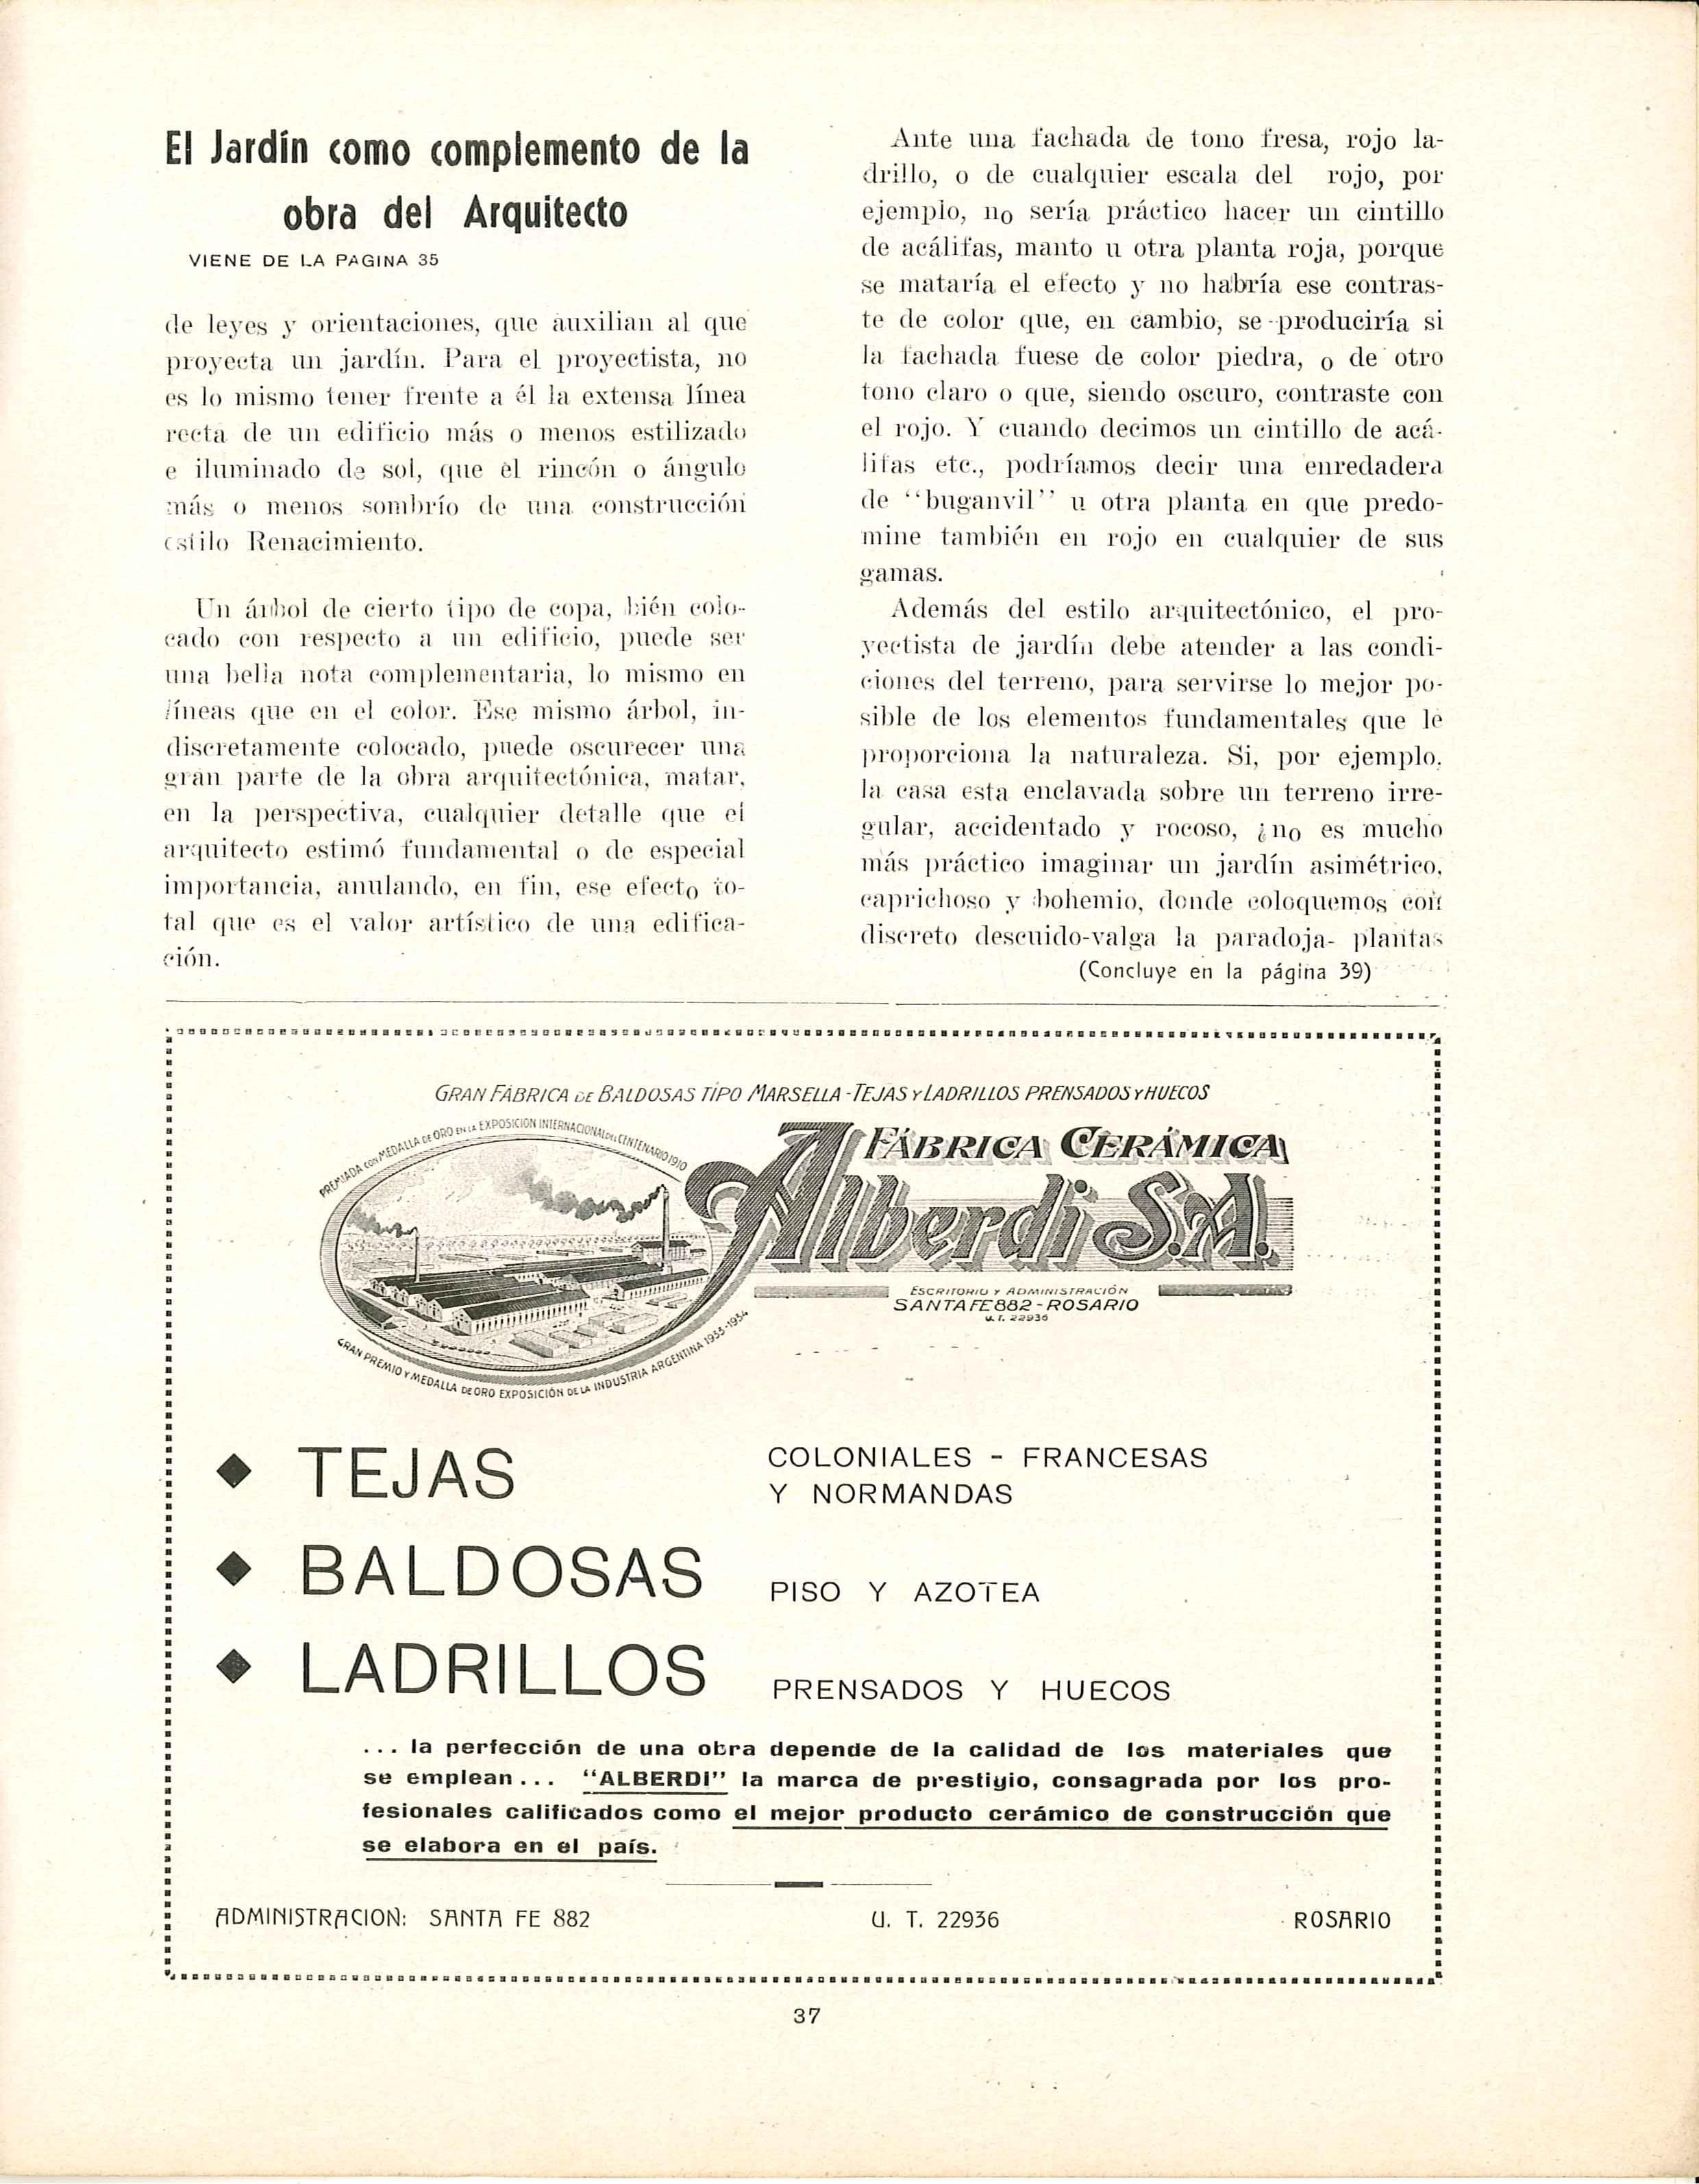 El Jardín como complemento de la
obra del Arquitecto
VIENE DE LA PAGINA 35
de leyes y orientaciones, que auxilian al que
proyecta un jardín. Para el proyectista, no
es lo mismo tener frente a él la extensa línea
recta de un edificio más o menos estilizado
e iluminado de sol, que el rincón o ángulo
más o menos sombrío de una construcción
estilo Renacimiento.
Un árbol de cierto tipo de copa, bién colo-
cado con respecto a un edificio, puede ser
una bella nota complementaria, lo mismo en
líneas que en el color. Ese mismo árbol, in-
discretamente colocado, puede oscurecer una
gran parte de la obra arquitectónica, matar,
en la perspectiva, cualquier detalle que el
arquitecto estimó fundamental o de especial
importancia, anulando, en fin, ese efecto to-
tal que es el valor artístico de una edifica-
ción.
Ante una fachada de tono fresa, rojo la-
drillo, o de cualquier escala del rojo, por
ejemplo, no sería práctico hacer un cintillo
de acálifas, manto u otra planta roja, porque
se mataría el efecto y no habría ese contras-
te de color que, en cambio, se produciría si
la fachada fuese de color piedra, o de otro
tono claro o que, siendo oscuro, contraste con
el rojo. Y cuando decimos un cintillo de acá-
lifas etc., podríamos decir una enredadera
de "buganvil" u otra planta en que predo-
mine también en rojo en cualquier de sus
gamas.
Además del estilo arquitectónico, el pro-
yectista de jardín debe atender a las condi-
ciones del terreno, para servirse lo mejor po-
sible de los elementos fundamentales que le
proporciona la naturaleza. Si, por ejemplo,
la casa esta enclavada sobre un terreno irre-
gular, accidentado y rocoso, ¿no es mucho
más práctico imaginar un jardín asimétrico,
caprichoso y bohemio, donde coloquemos con
discreto descuido-valga la paradoja- plantas
(Concluye en la página 39)
GRAN FÁBRICA DE BALDOSAS TIPO MARSELLA - TEJAS Y LADRILLOS PRENSADOS Y HUECOS
PREMIADA CON MEDALLA DE ORO EN LA EXPOSICION INTERNACIONAL DEL CENTENARIO 1910
FÁBRICA CERÁMICA
Alberdi S.A.
ESCRITORIO Y ADMINISTRACIÓN
SANTA FE 882 - ROSARIO
U. T. 22936
GRAN PREMIO Y MEDALLA DE ORO EXPOSICIÓN DE LA INDUSTRIA ARGENTINA 1933-1934
◆ TEJAS COLONIALES - FRANCESAS
Y NORMANDAS
◆ BALDOSAS PISO Y AZOTEA
◆ LADRILLOS PRENSADOS Y HUECOS
... la perfección de una obra depende de la calidad de los materiales que
se emplean... "ALBERDI" la marca de prestigio, consagrada por los pro-
fesionales calificados como el mejor producto cerámico de construcción que
se elabora en el país.
ADMINISTRACION: SANTA FE 882 U. T. 22936 ROSARIO
37